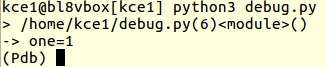 kce1@bl8vbox[kce1] python3 debug.py
> /home/kce1/debug.py(6)<module>()
-> one=1
(Pdb)